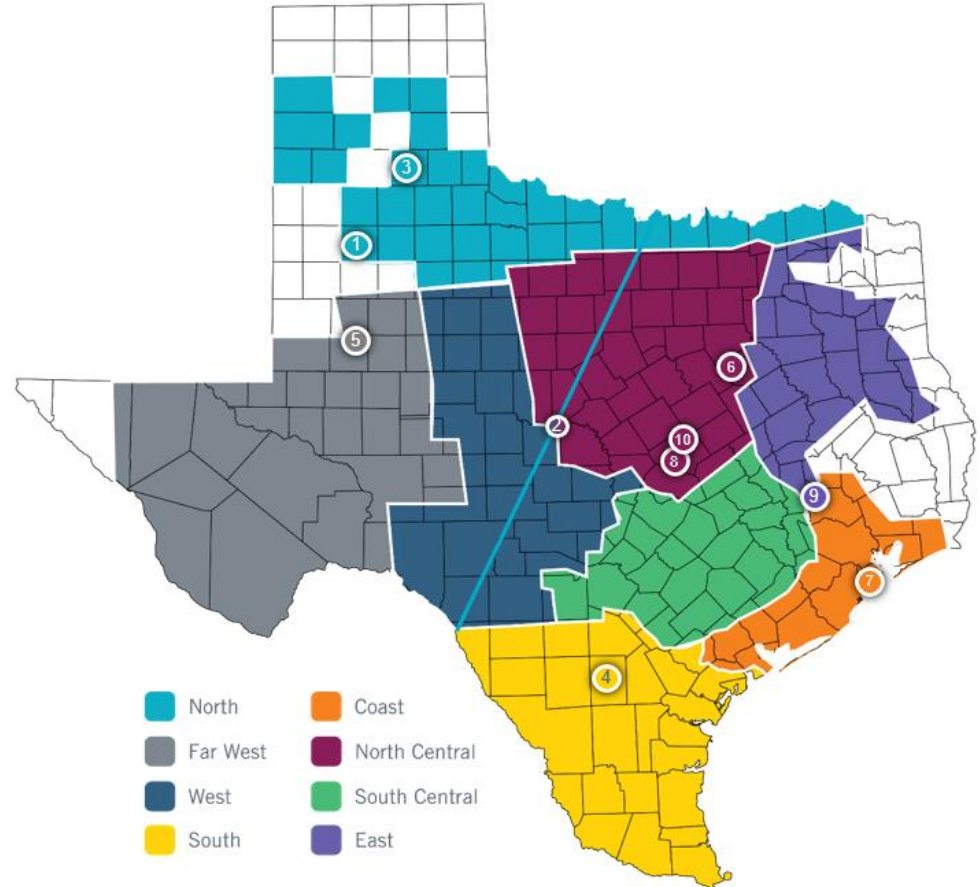 3
1
5
6
2
10
8
9
7
4
North
Coast
Far West
North Central
West
South Central
South
East